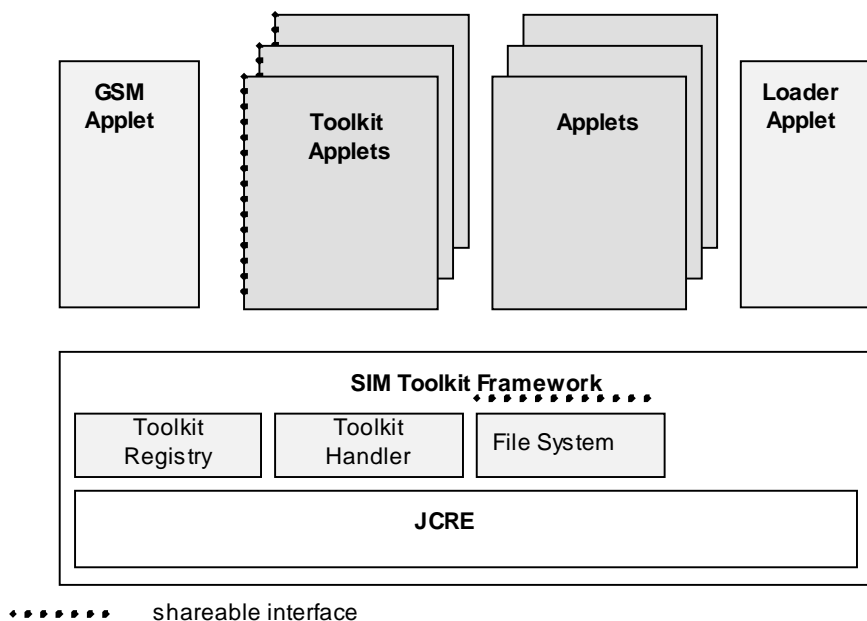 GSM
Applet
Toolkit
Applets
Applets
Loader
Applet
SIM Toolkit Framework
Toolkit
Registry
Toolkit
Handler
File System
JCRE
shareable interface